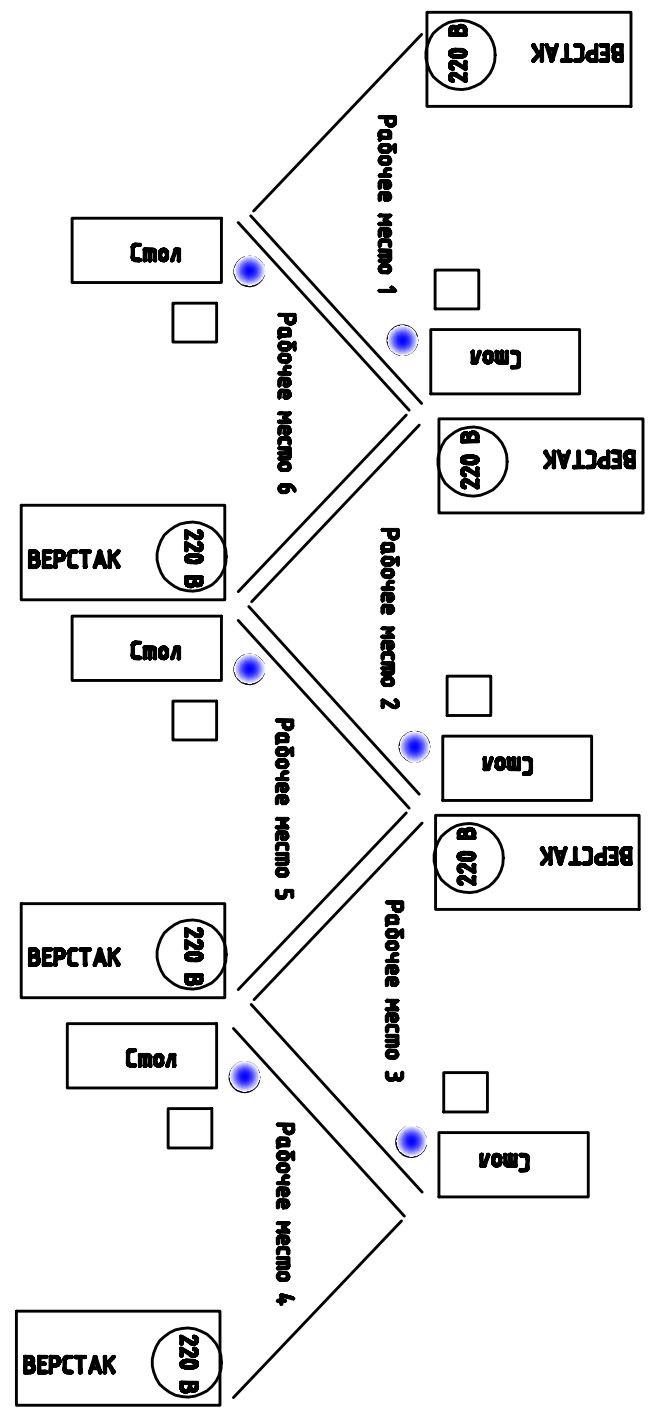 220 В
ВЕРСТАК
Рабочее место 1
Стол
Стол
Рабочее место 6
220 В
ВЕРСТАК
ВЕРСТАК
220 В
Рабочее место 2
Стол
Рабочее место 5
Стол
220 В
ВЕРСТАК
Рабочее место 3
ВЕРСТАК
220 В
Стол
Рабочее место 4
Стол
ВЕРСТАК
220 В